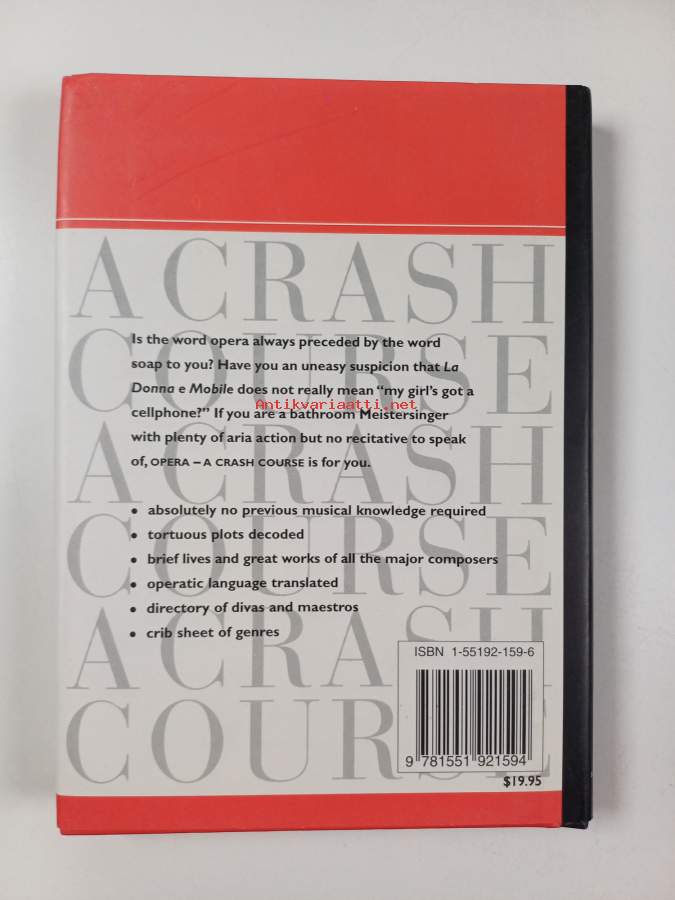 A CRASH
COURSE
A CRASH
COURSE
A CRASH
COURSE
Is the word opera always preceded by the word
soap to you? Have you an uneasy suspicion that La
Donna e Mobile does not really mean “my girl’s got a
cellphone?” If you are a bathroom Meistersinger
with plenty of aria action but no recitative to speak
of, OPERA – A CRASH COURSE is for you.
Antikvariaatti.net
• absolutely no previous musical knowledge required
• tortuous plots decoded
• brief lives and great works of all the major composers
• operatic language translated
• directory of divas and maestros
• crib sheet of genres
ISBN 1-55192-159-6
9 781551 921594
$19.95